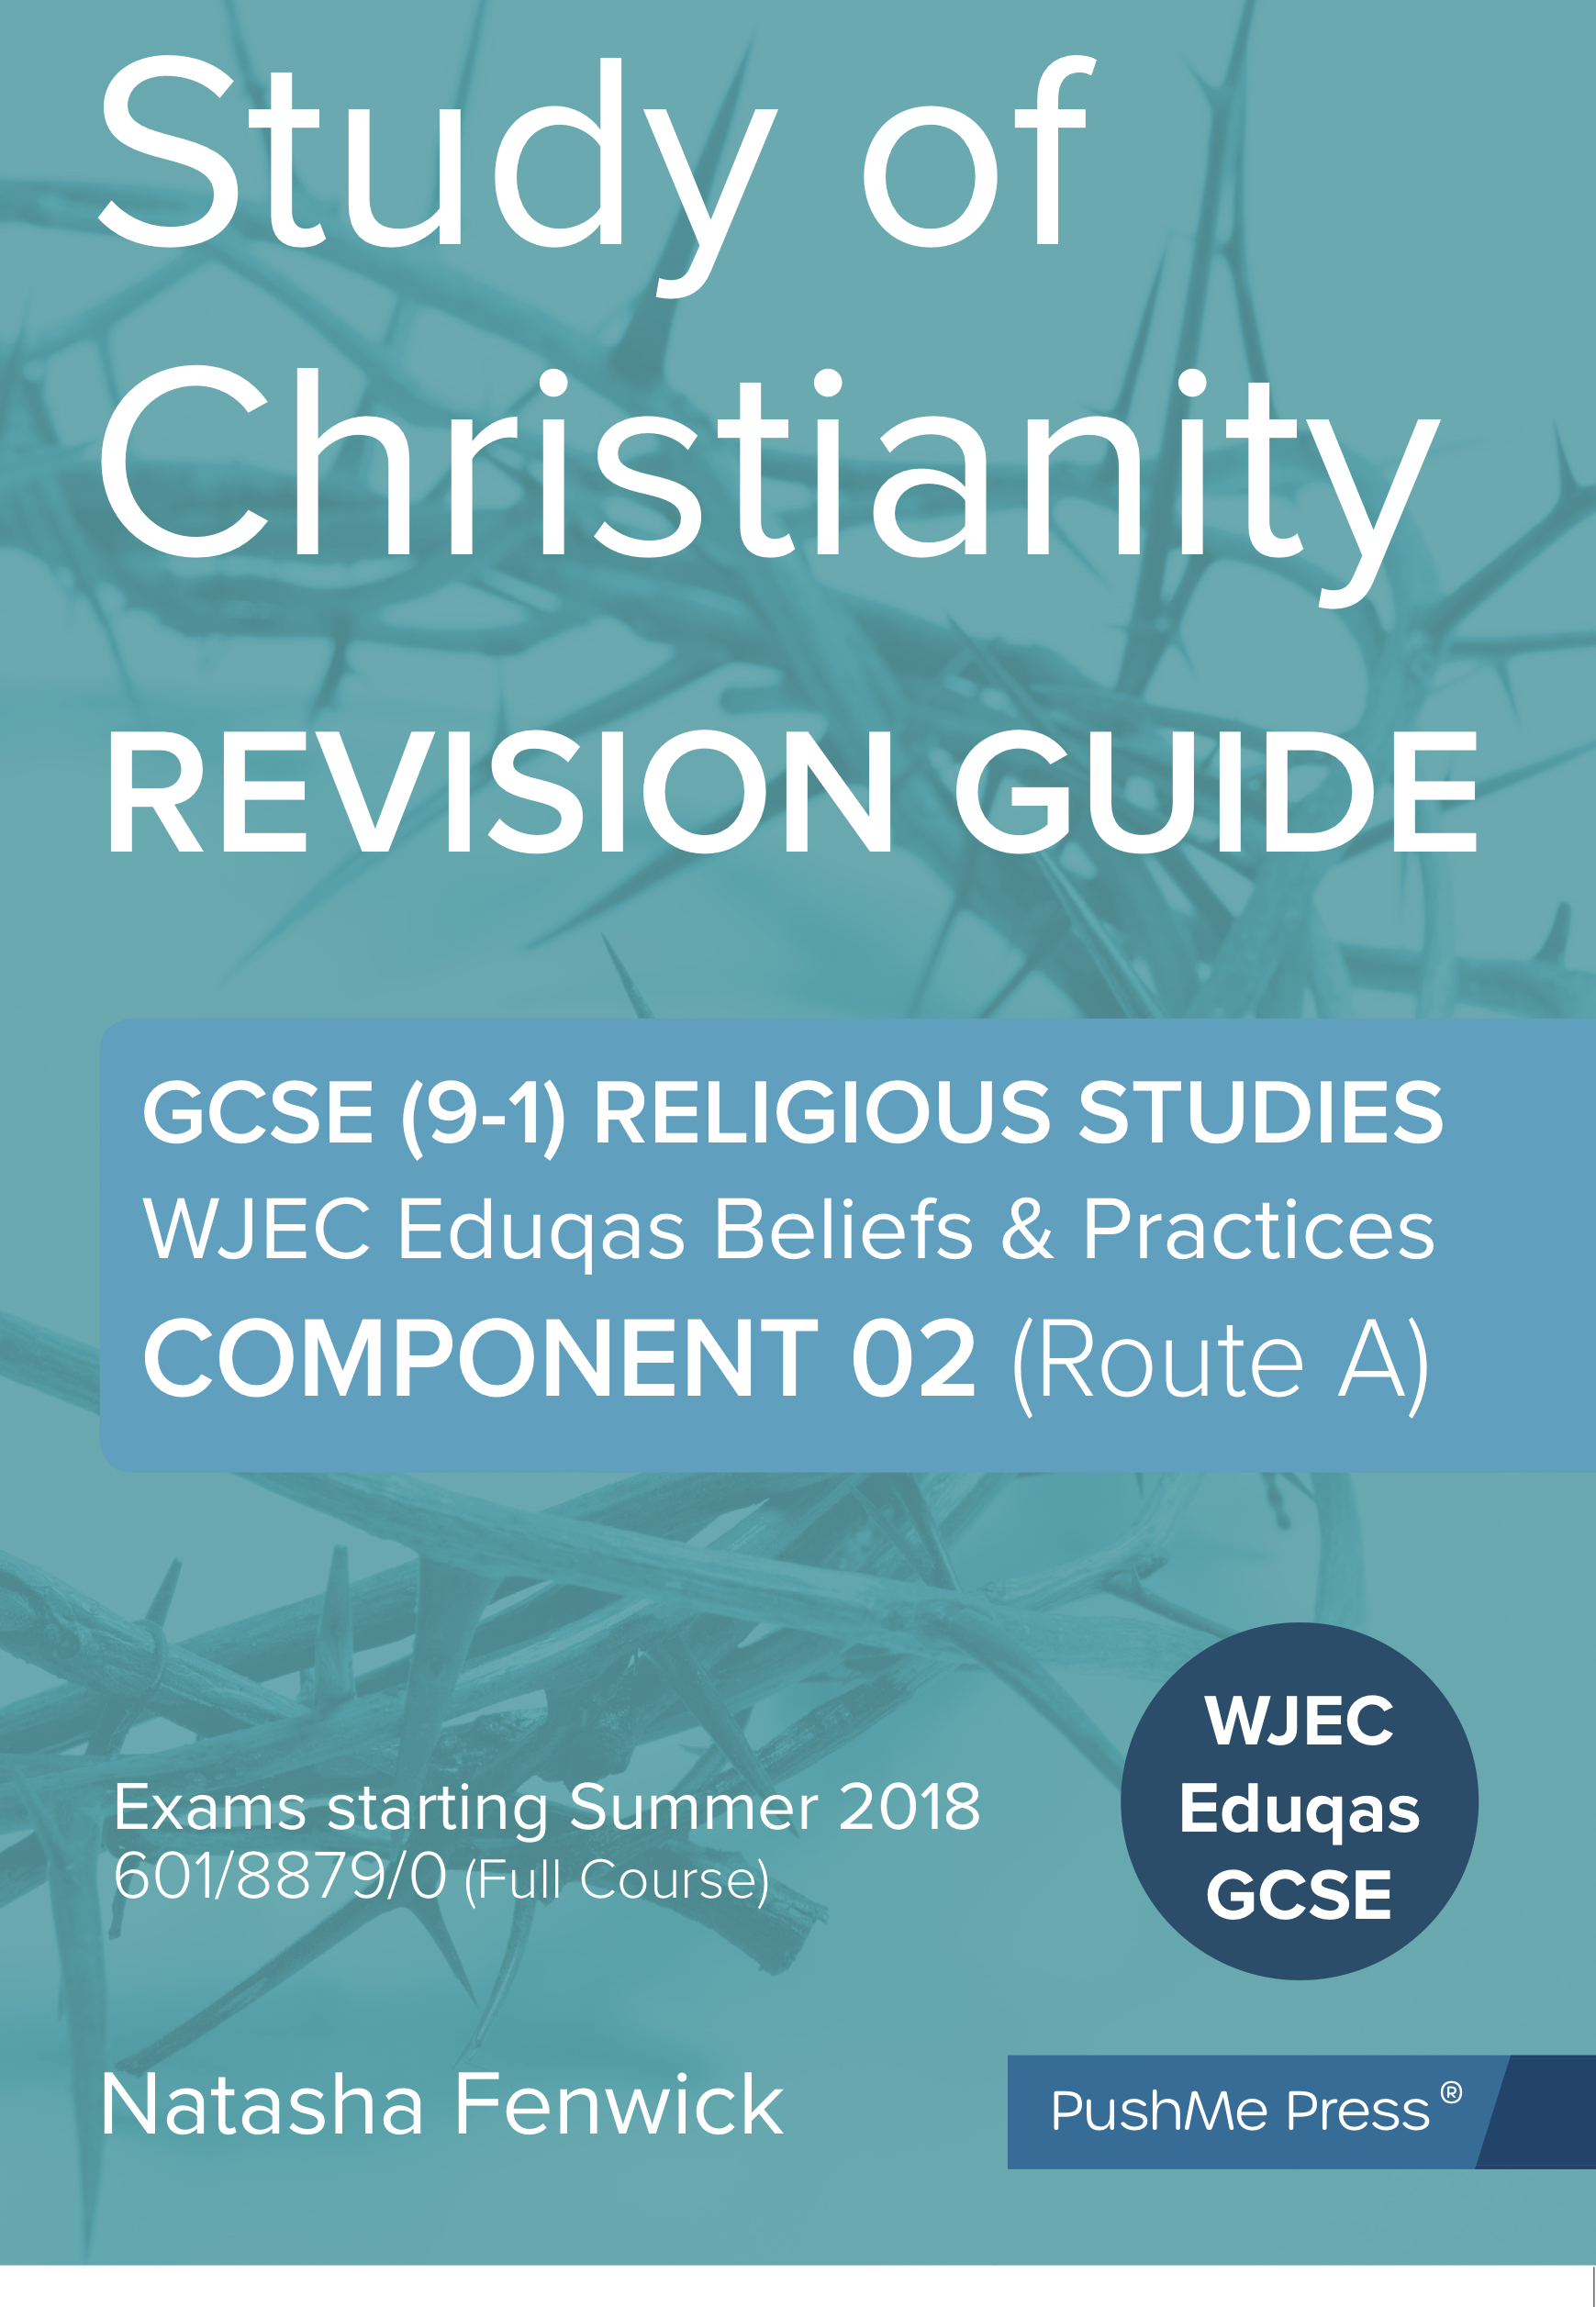 Study of
Christianity
REVISION GUIDE
GCSE (9-1) RELIGIOUS STUDIES
WJEC Eduqas Beliefs & Practices
COMPONENT 02 (Route A)
Exams starting Summer 2018
601/8879/0 (Full Course)
WJEC
Eduqas
GCSE
Natasha Fenwick
PushMe Press®